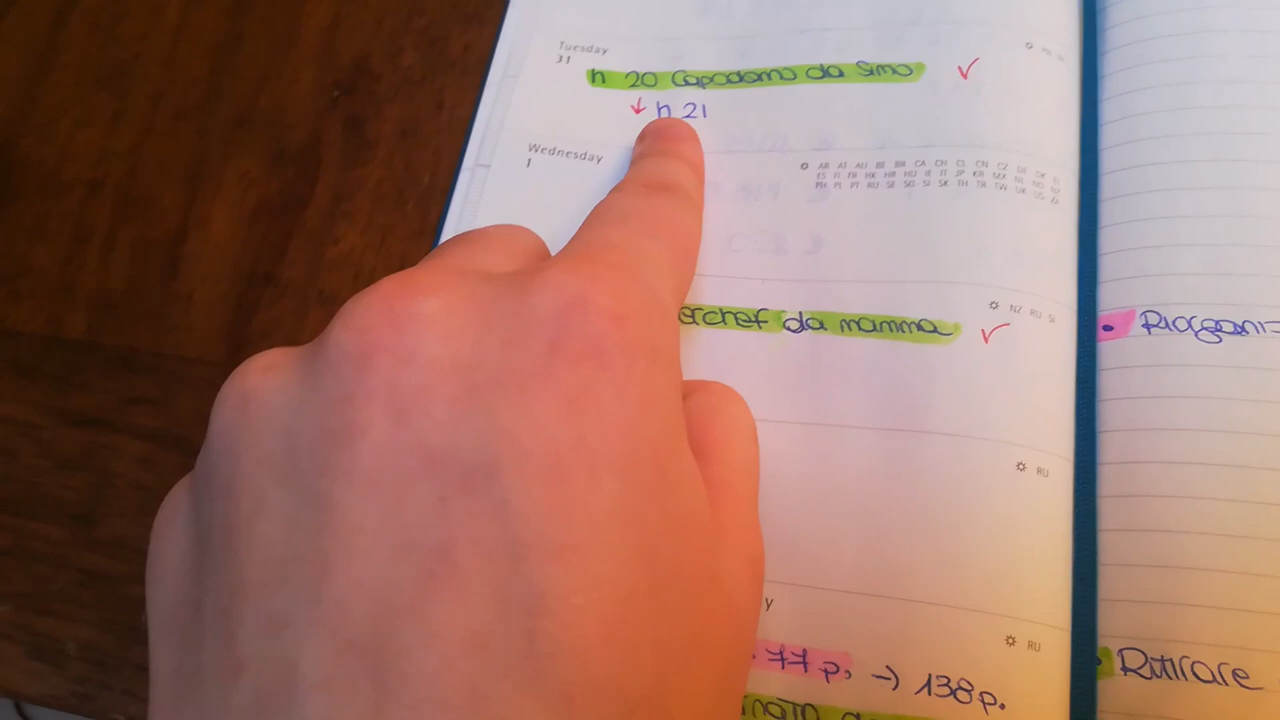 Tuesday
31
h 20 Capodanno da Simo ✓
↓ h 21
Wednesday
1
AR AT AU BE BR CA CH CL CN CZ DE DK
ES FI FR HK HR HU IE IT JP KR MX NL NO NZ
PH PL PT RU SE SG SI SK TH TR TW UK US ZA
NZ RU SI
erchef da mamma ✓
RU
y
RU
77 p. → 138 p.
• Riorgani
Ritirare